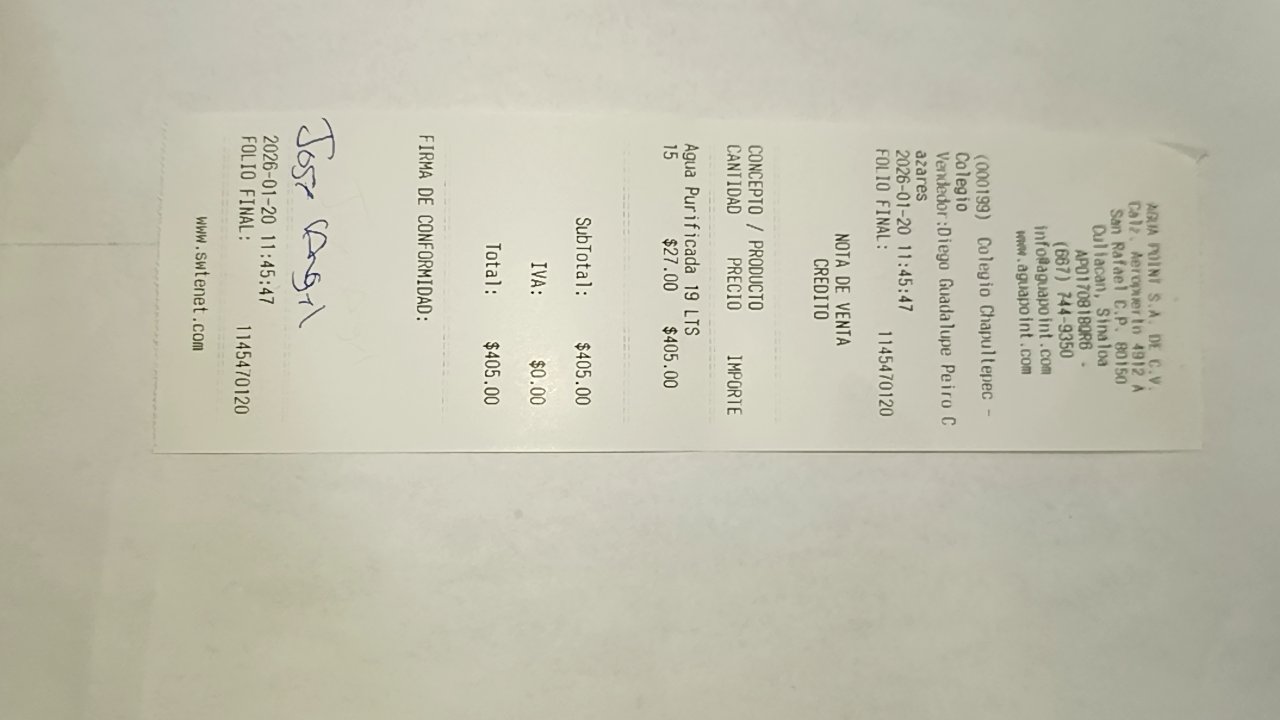 AGUA POINT S.A. DE C.V.
Calz. Aeropuerto 4912 A
San Rafael C.P. 80150
Culiacan, Sinaloa
APO170818QR6 -
(667) 744-9350
info@aguapoint.com
www.aguapoint.com
(000199) Colegio Chapultepec -
Colegio
Vendedor:Diego Guadalupe Peiro C
azares
2026-01-20 11:45:47
FOLIO FINAL: 1145470120
NOTA DE VENTA
CREDITO
CONCEPTO / PRODUCTO
CANTIDAD PRECIO IMPORTE
Agua Purificada 19 LTS
15 $27.00 $405.00
SubTotal: $405.00
IVA: $0.00
Total: $405.00
FIRMA DE CONFORMIDAD:
Jose Angel
2026-01-20 11:45:47
FOLIO FINAL: 1145470120
www.swtenet.com